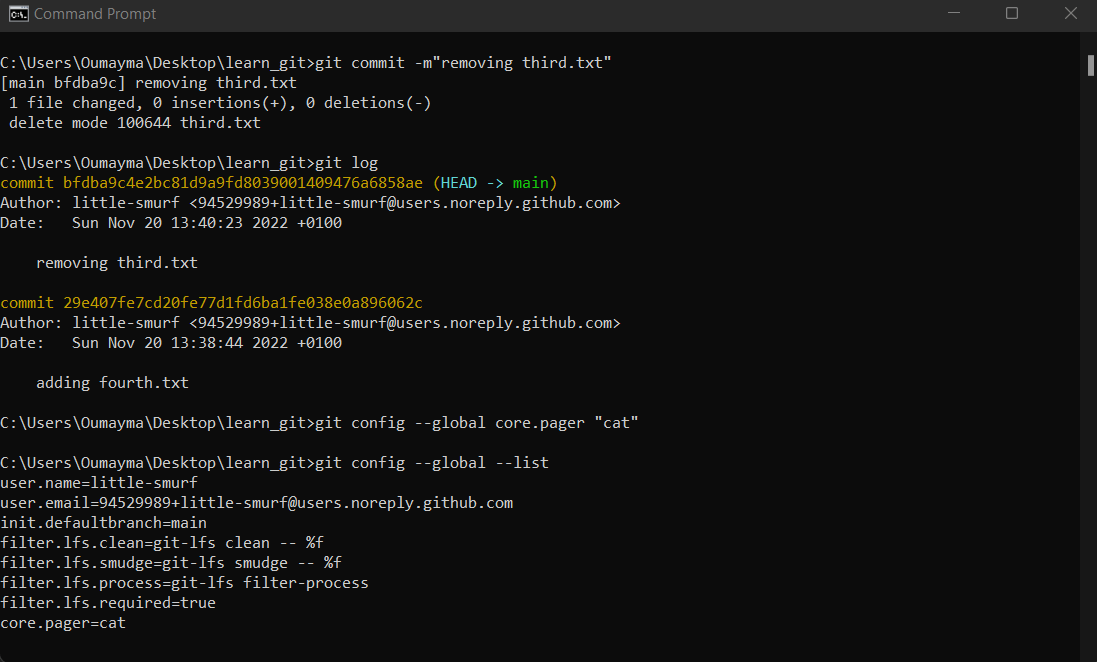 Command Prompt
C:\Users\Oumayma\Desktop\learn_git>git commit -m"removing third.txt"
[main bfdba9c] removing third.txt
 1 file changed, 0 insertions(+), 0 deletions(-)
 delete mode 100644 third.txt
C:\Users\Oumayma\Desktop\learn_git>git log
commit bfdba9c4e2bc81d9a9fd8039001409476a6858ae (HEAD -> main)
Author: little-smurf <94529989+little-smurf@users.noreply.github.com>
Date:   Sun Nov 20 13:40:23 2022 +0100
    removing third.txt
commit 29e407fe7cd20fe77d1fd6ba1fe038e0a896062c
Author: little-smurf <94529989+little-smurf@users.noreply.github.com>
Date:   Sun Nov 20 13:38:44 2022 +0100
    adding fourth.txt
C:\Users\Oumayma\Desktop\learn_git>git config --global core.pager "cat"
C:\Users\Oumayma\Desktop\learn_git>git config --global --list
user.name=little-smurf
user.email=94529989+little-smurf@users.noreply.github.com
init.defaultbranch=main
filter.lfs.clean=git-lfs clean -- %f
filter.lfs.smudge=git-lfs smudge -- %f
filter.lfs.process=git-lfs filter-process
filter.lfs.required=true
core.pager=cat